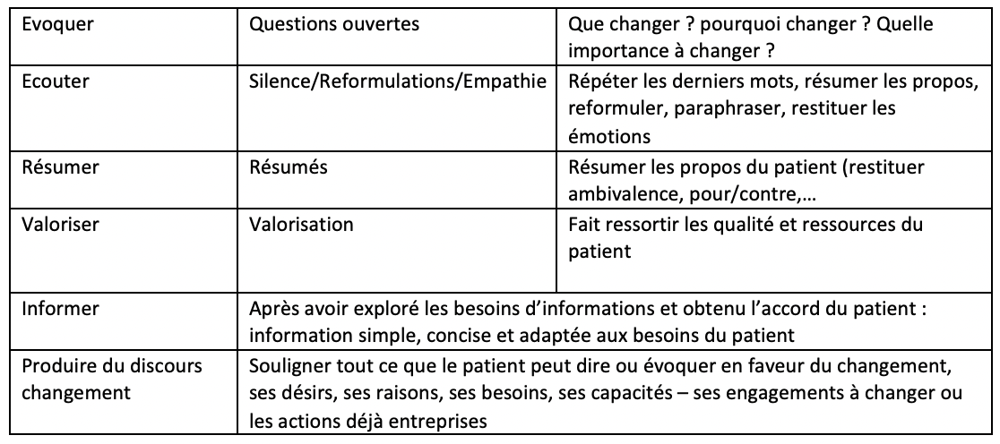 Evoquer
Questions ouvertes
Que changer ? pourquoi changer ? Quelle
importance à changer ?
Ecouter
Silence/Reformulations/Empathie
Répéter les derniers mots, résumer les propos,
reformuler, paraphraser, restituer les
émotions
Résumer
Résumés
Résumer les propos du patient (restituer
ambivalence, pour/contre,…
Valoriser
Valorisation
Fait ressortir les qualité et ressources du
patient
Informer
Après avoir exploré les besoins d’informations et obtenu l’accord du patient :
information simple, concise et adaptée aux besoins du patient
Produire du discours
changement
Souligner tout ce que le patient peut dire ou évoquer en faveur du changement,
ses désirs, ses raisons, ses besoins, ses capacités – ses engagements à changer ou
les actions déjà entreprises